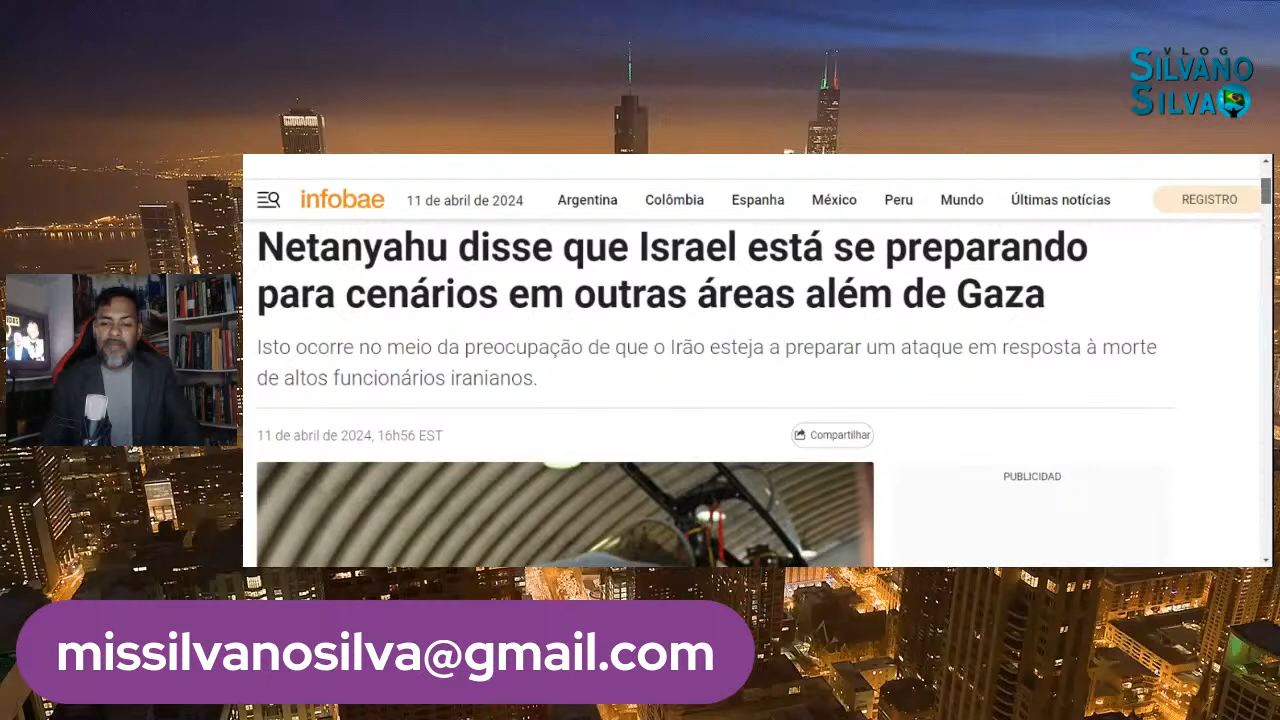 VLOG
SILVANO
SILVA
infobae
11 de abril de 2024
Argentina
Colômbia
Espanha
México
Peru
Mundo
Últimas notícias
REGISTRO
Netanyahu disse que Israel está se preparando
para cenários em outras áreas além de Gaza
Isto ocorre no meio da preocupação de que o Irão esteja a preparar um ataque em resposta à morte
de altos funcionários iranianos.
11 de abril de 2024, 16h56 EST
Compartilhar
PUBLICIDAD
missilvanosilva@gmail.com